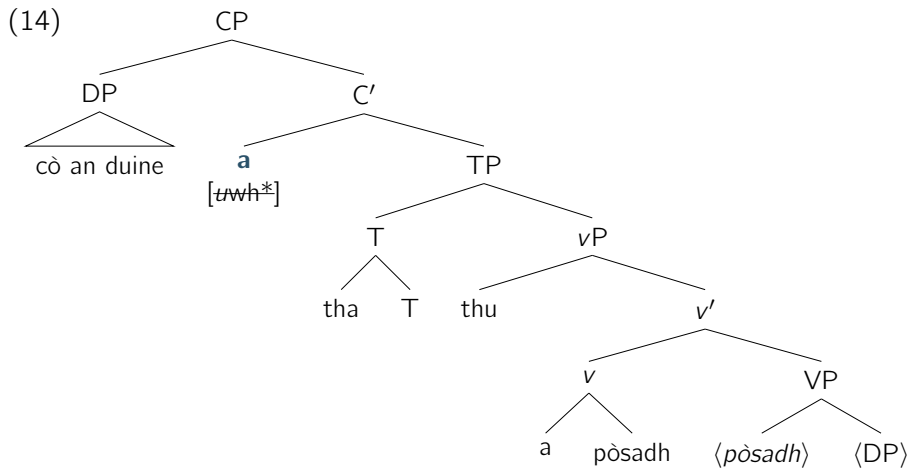 (14) CP
DP C′
cò an duine a TP
[uwh*]
T vP
tha T thu v′
v VP
a pòsadh ⟨pòsadh⟩ ⟨DP⟩